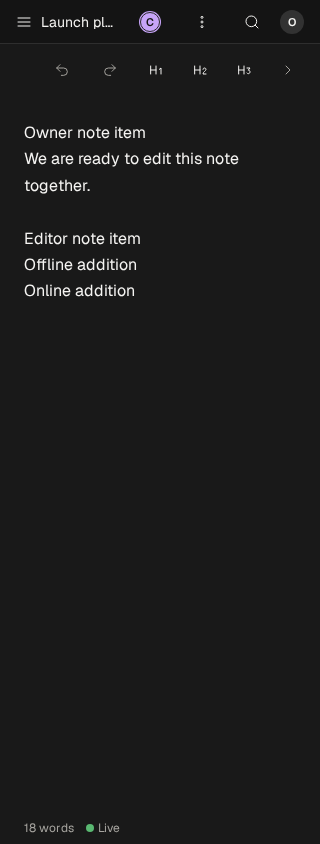 Launch pl...
C
O
H1
H2
H3
Owner note item
We are ready to edit this note
together.
Editor note item
Offline addition
Online addition
18 words
Live